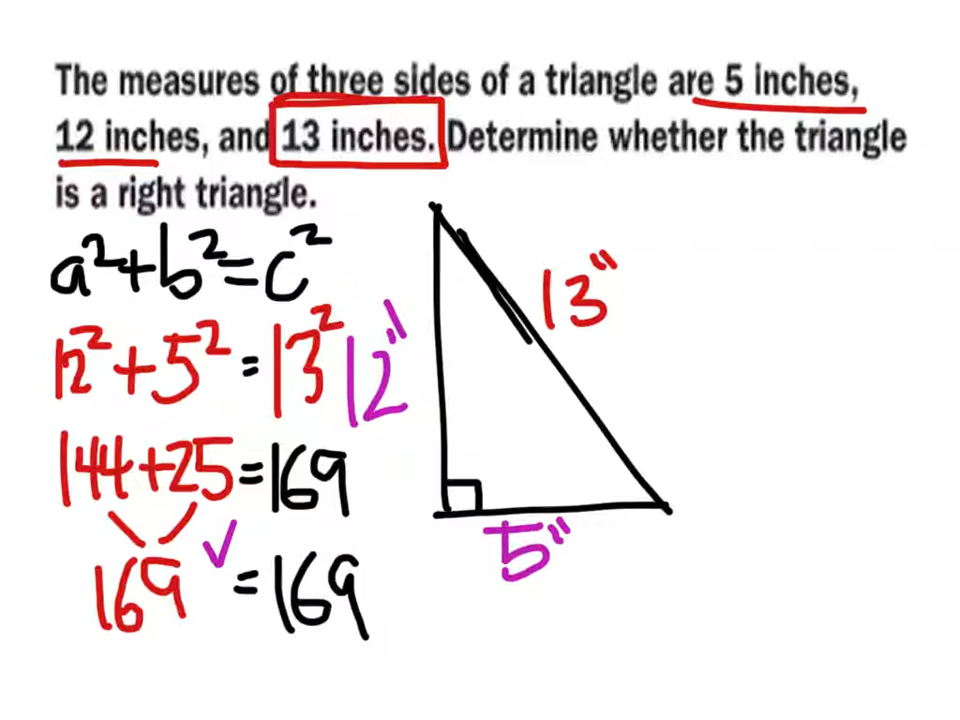 The measures of three sides of a triangle are 5 inches,
12 inches, and 13 inches. Determine whether the triangle
is a right triangle.
a²+b²=c²
12²+5²=13²
144+25=169
169 ✓ =169
13"
12"
5"